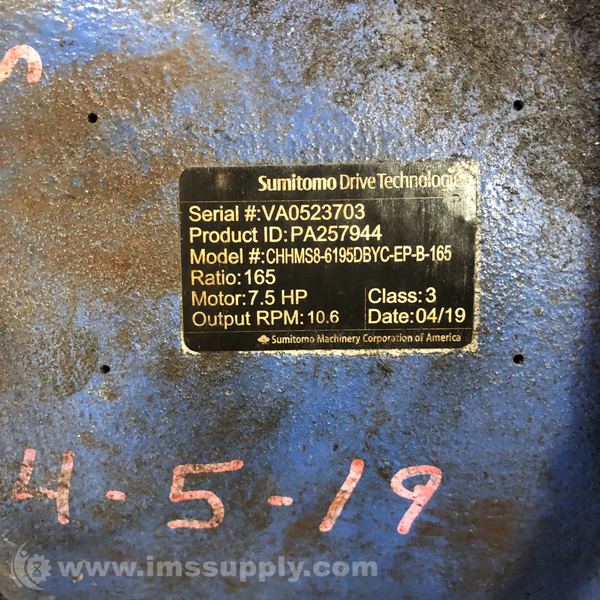 Sumitomo Drive Technologies
Serial #:VA0523703
Product ID:PA257944
Model #:CHHMS8-6195DBYC-EP-B-165
Ratio:165
Motor:7.5 HP
Class:3
Output RPM:10.6
Date:04/19
Sumitomo Machinery Corporation of America
4-5-19
www.imssupply.com